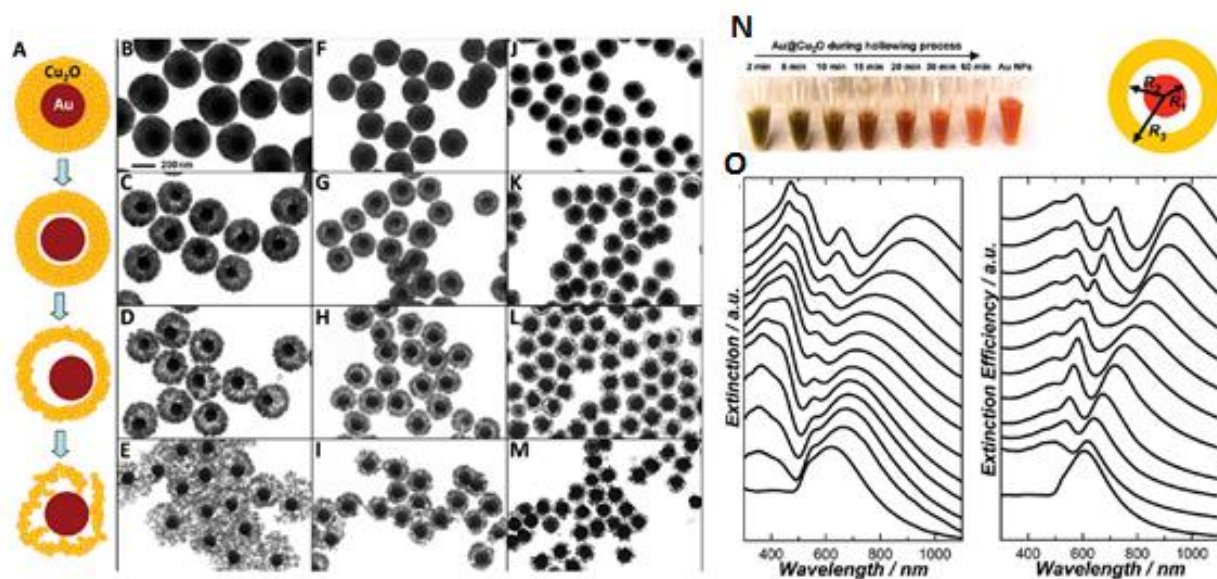 A
Cu2O
Au
B
F
J
200 nm
C
G
K
D
H
L
E
I
M
N
Au@Cu2O during hollowing process
2 min 5 min 10 min 15 min 20 min 30 min 60 min Au NPs
R2
R1
R3
O
Extinction / a.u.
400 600 800 1000
Wavelength / nm
Extinction Efficiency / a.u.
400 600 800 1000
Wavelength / nm